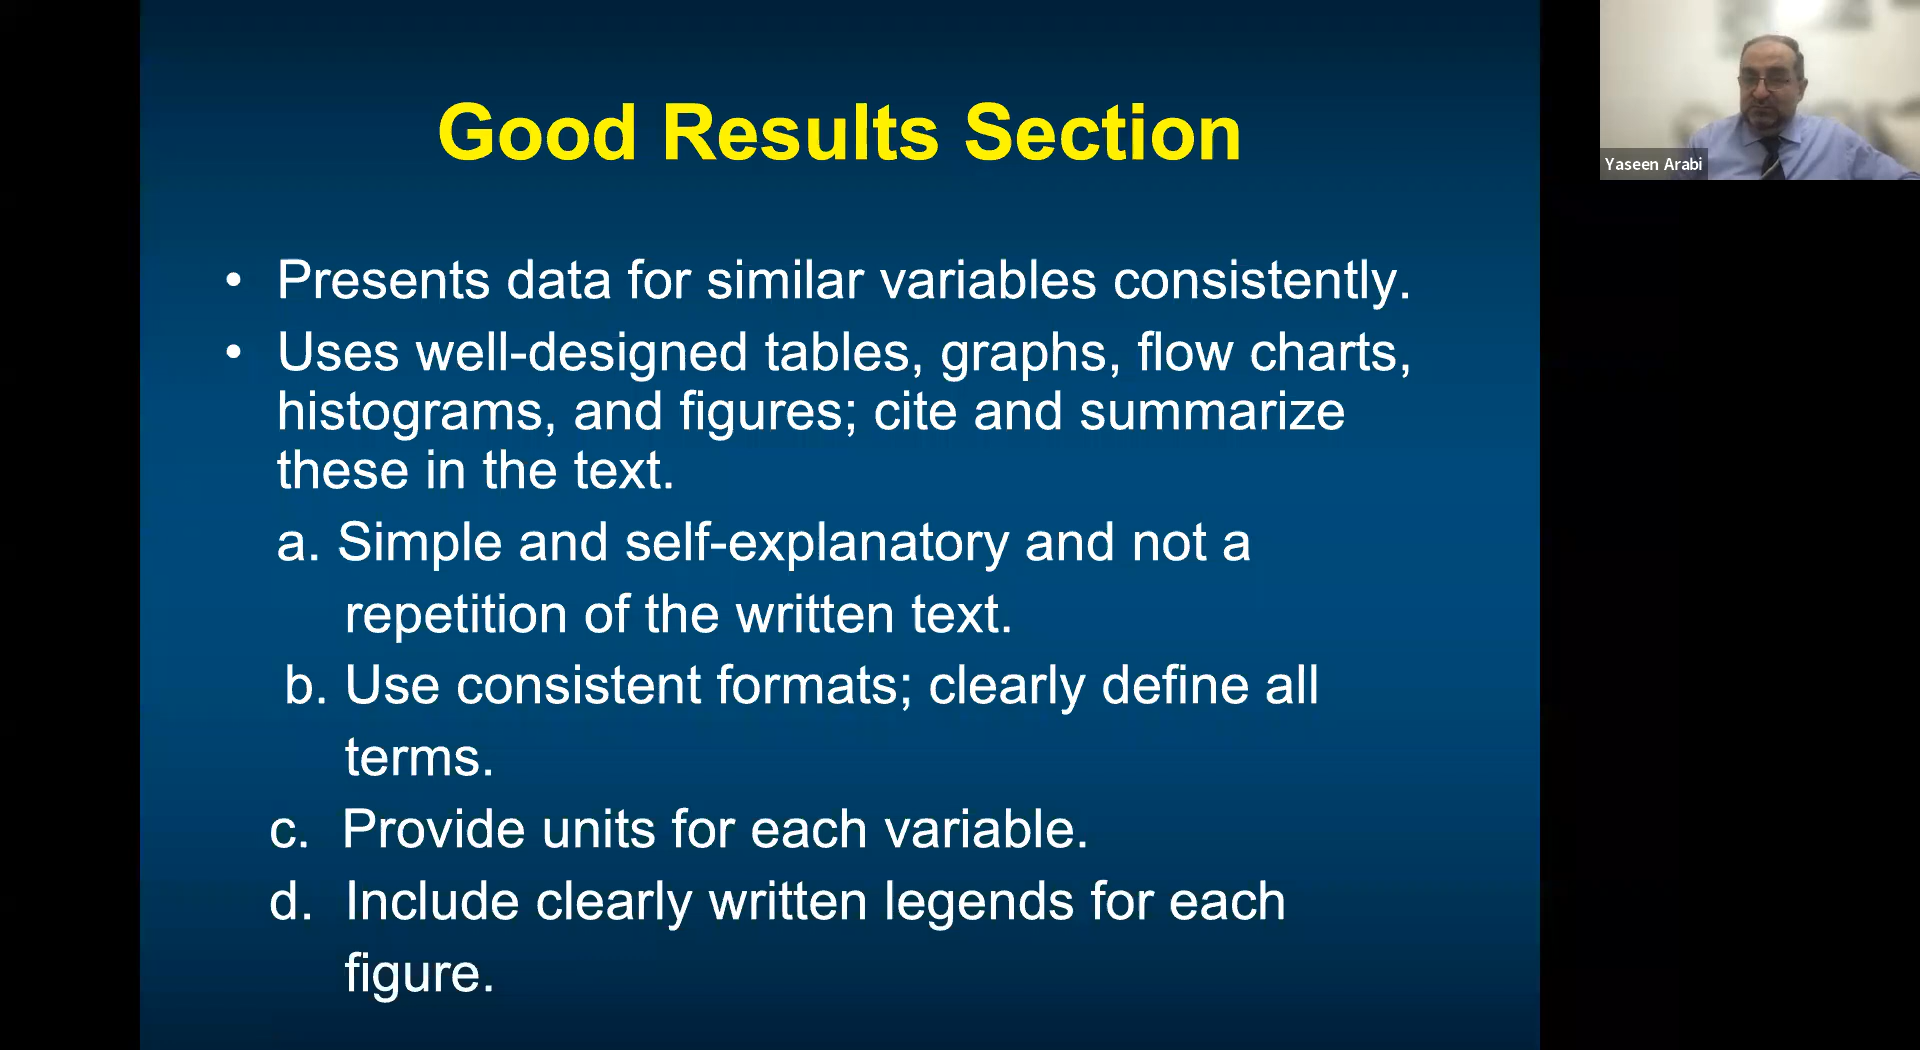 Good Results Section
• Presents data for similar variables consistently.
• Uses well-designed tables, graphs, flow charts,
histograms, and figures; cite and summarize
these in the text.
a. Simple and self-explanatory and not a
repetition of the written text.
b. Use consistent formats; clearly define all
terms.
c. Provide units for each variable.
d. Include clearly written legends for each
figure.
Yaseen Arabi